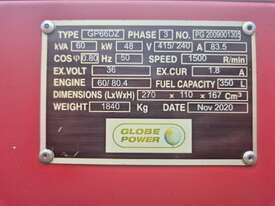 TYPE GP66DZ PHASE 3 NO. PG 2009001305
kVA 60 kW 48 V 415/ 240 A 83.5
COSφ 0.80 Hz 50 SPEED 1500 R/min
EX.VOLT 36 EX.CUR 1.8 A
ENGINE 60/ 80.4 FUEL CAPACITY 350 L
DIMENSIONS (LxWxH) 270 × 110 × 167 Cm³
WEIGHT 1840 Kg DATE Nov 2020
GLOBE
POWER